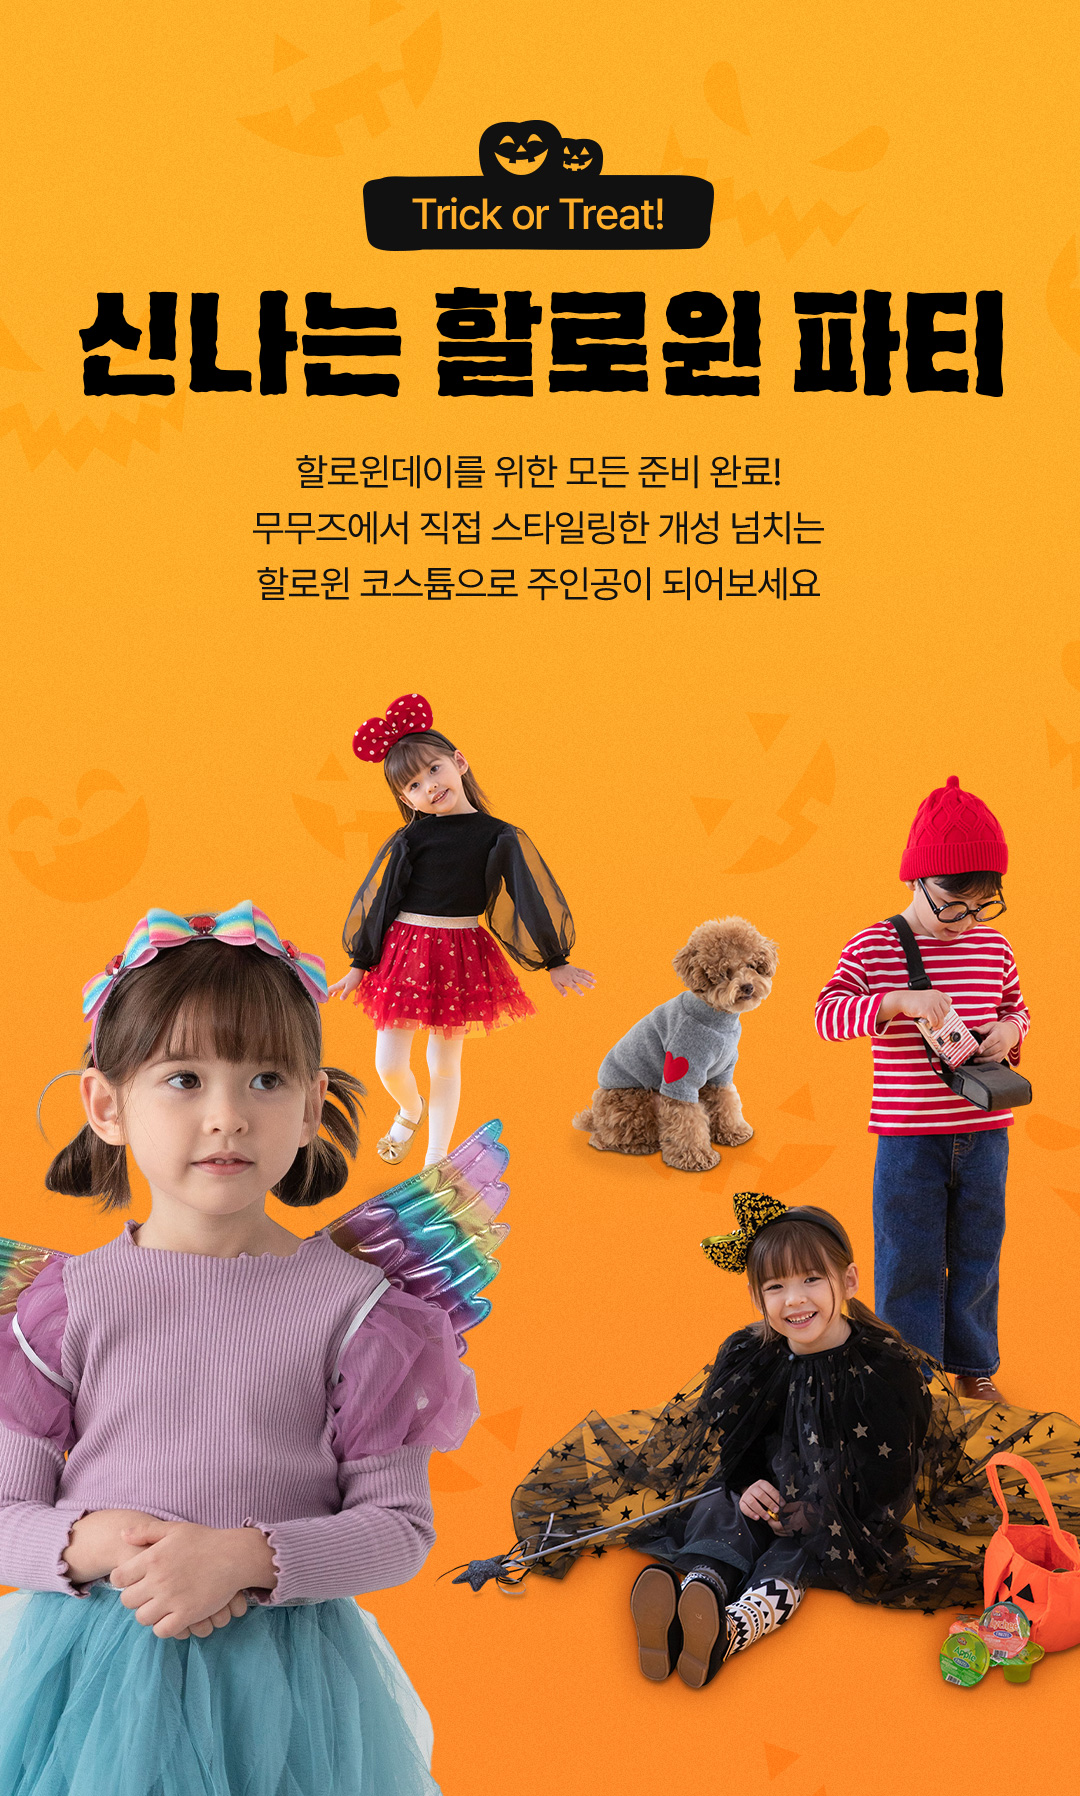 Trick or Treat!
신나는 할로윈 파티
할로윈데이를 위한 모든 준비 완료!
무무즈에서 직접 스타일링한 개성 넘치는
할로윈 코스튬으로 주인공이 되어보세요
Lychee
Apple